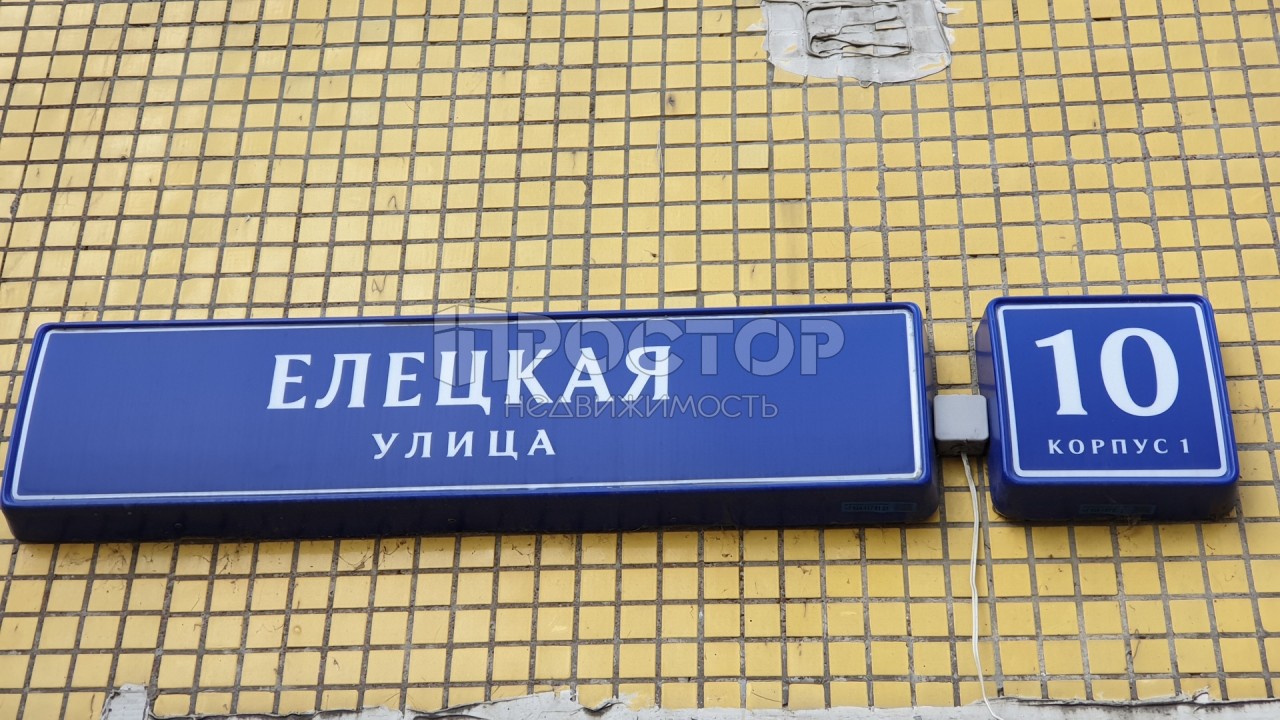 ЕЛЕЦКАЯ
УЛИЦА
10
КОРПУС 1
ПРОСТОР
недвижимость